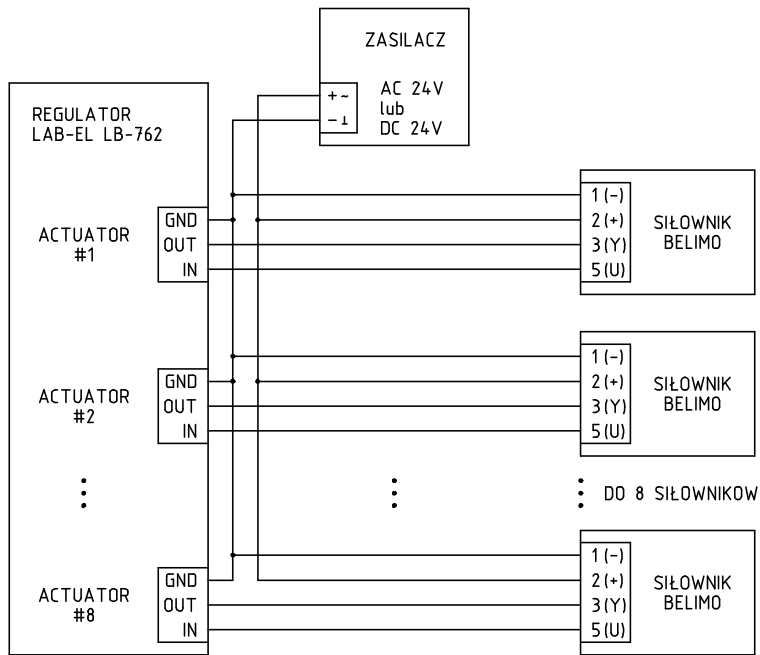 ZASILACZ
+~
-⊥
AC 24V
lub
DC 24V
REGULATOR
LAB-EL LB-762
ACTUATOR
#1
GND
OUT
IN
1(-)
2(+)
3(Y)
5(U)
SIŁOWNIK
BELIMO
ACTUATOR
#2
GND
OUT
IN
1(-)
2(+)
3(Y)
5(U)
SIŁOWNIK
BELIMO
DO 8 SIŁOWNIKOW
ACTUATOR
#8
GND
OUT
IN
1(-)
2(+)
3(Y)
5(U)
SIŁOWNIK
BELIMO